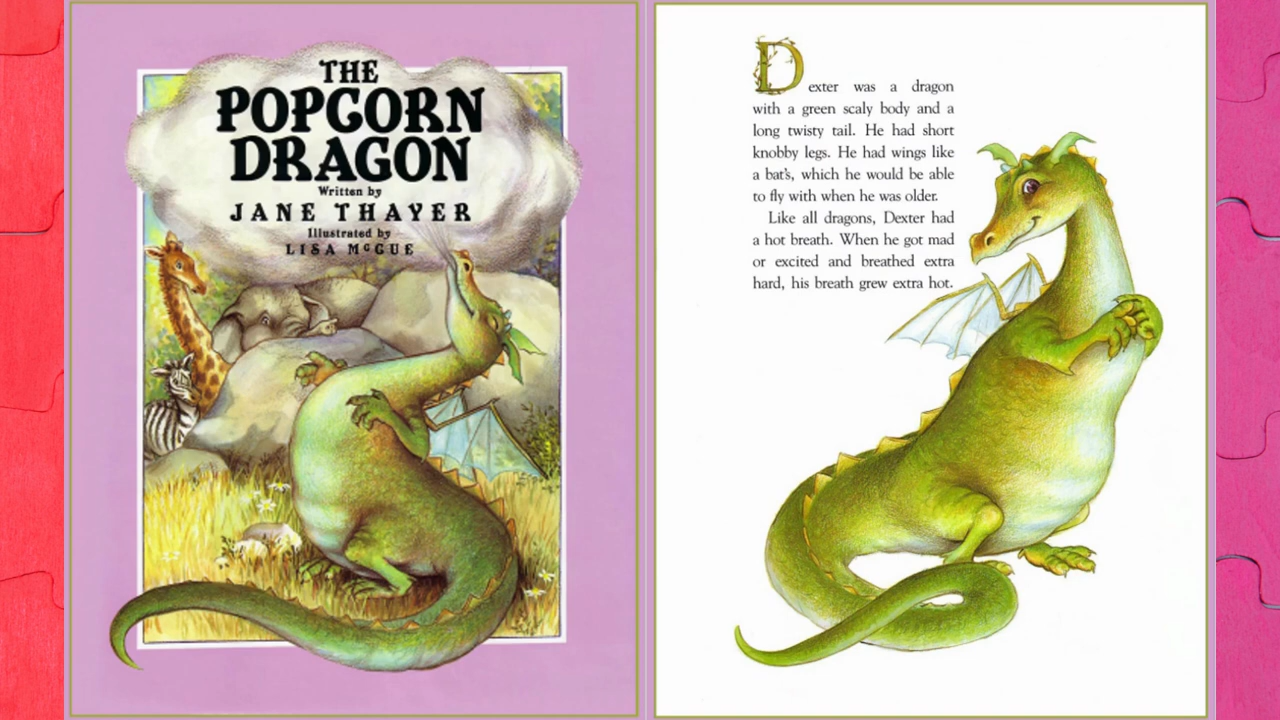 THE
POPCORN
DRAGON
Written by
JANE THAYER
Illustrated by
LISA McCUE
Dexter was a dragon
with a green scaly body and a
long twisty tail. He had short
knobby legs. He had wings like
a bat's, which he would be able
to fly with when he was older.
Like all dragons, Dexter had
a hot breath. When he got mad
or excited and breathed extra
hard, his breath grew extra hot.